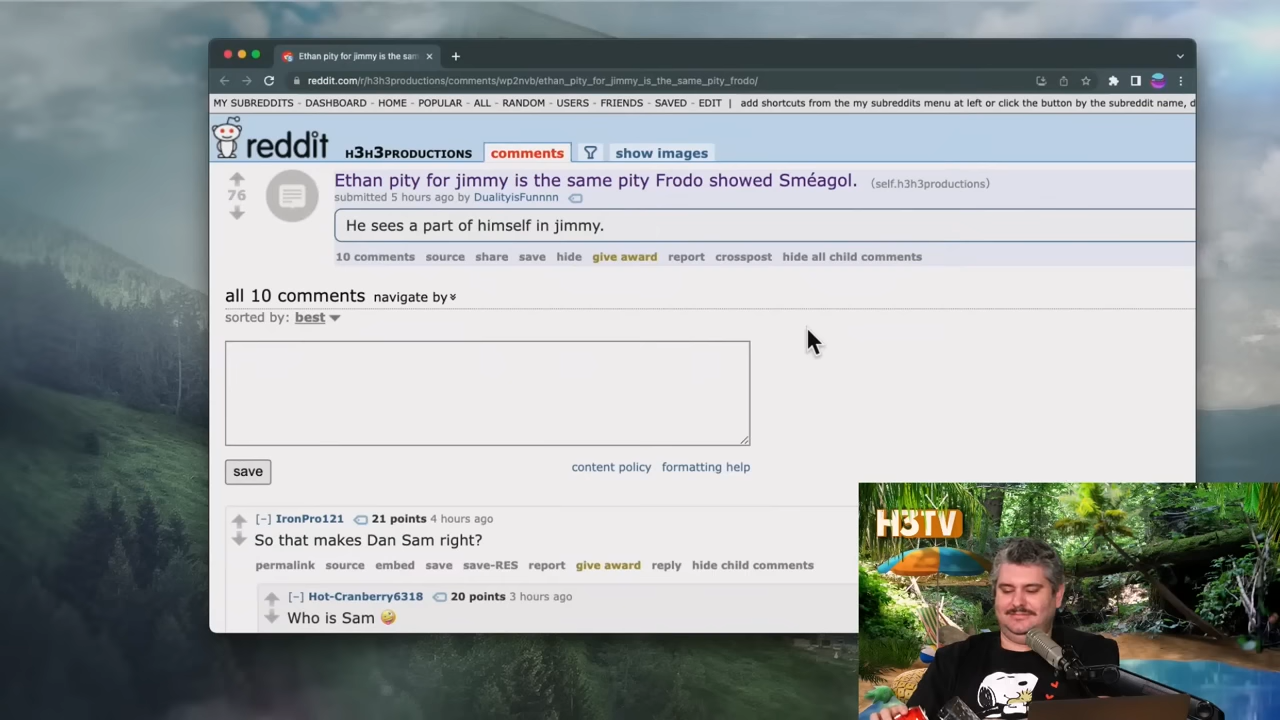 Ethan pity for jimmy is the sam
reddit.com/r/h3h3productions/comments/wp2nvb/ethan_pity_for_jimmy_is_the_same_pity_frodo/
MY SUBREDDITS - DASHBOARD - HOME - POPULAR - ALL - RANDOM - USERS - FRIENDS - SAVED - EDIT | add shortcuts from the my subreddits menu at left or click the button by the subreddit name, d
reddit H3H3PRODUCTIONS comments show images
Ethan pity for jimmy is the same pity Frodo showed Sméagol. (self.h3h3productions)
76
submitted 5 hours ago by DualityisFunnnn
He sees a part of himself in jimmy.
10 comments source share save hide give award report crosspost hide all child comments
all 10 comments navigate by
sorted by: best
save
content policy formatting help
[-] IronPro121 21 points 4 hours ago
So that makes Dan Sam right?
permalink source embed save save-RES report give award reply hide child comments
[-] Hot-Cranberry6318 20 points 3 hours ago
Who is Sam 🤪
H3TV